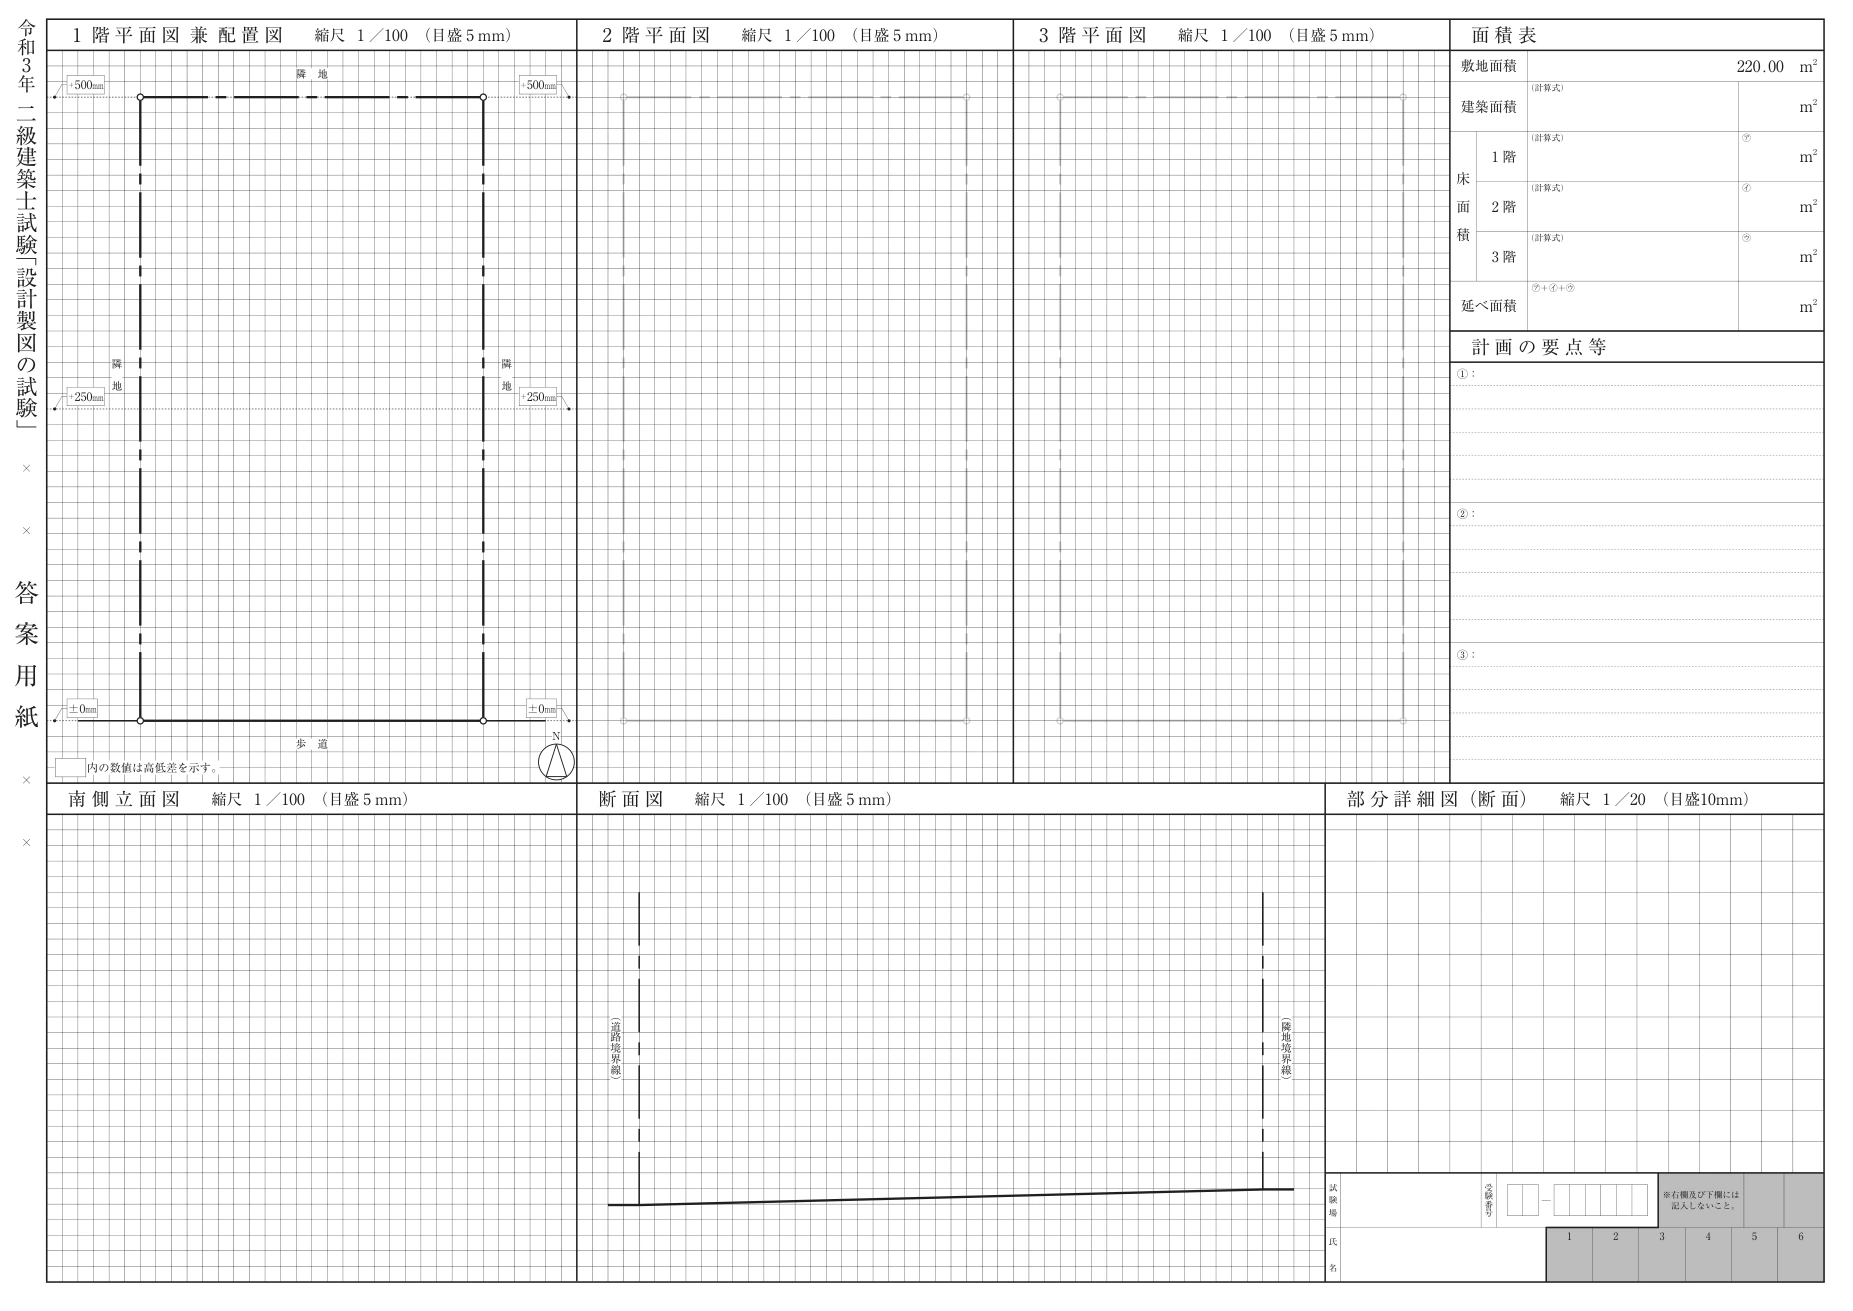 令和3年 二級建築士試験「設計製図の試験」
×
×
答案用紙
×
×
1階平面図兼配置図 縮尺 1／100 （目盛5mm）
+500mm
隣 地
+500mm
隣地
隣地
+250mm
+250mm
±0mm
±0mm
歩 道
N
内の数値は高低差を示す。
2階平面図 縮尺 1／100 （目盛5mm）
3階平面図 縮尺 1／100 （目盛5mm）
面積表
敷地面積 220.00 m²
建築面積 （計算式） m²
床面積
1階 （計算式） ㋐ m²
2階 （計算式） ㋑ m²
3階 （計算式） ㋒ m²
延べ面積 ㋐+㋑+㋒ m²
計画の要点等
①：
②：
③：
南側立面図 縮尺 1／100 （目盛5mm）
断面図 縮尺 1／100 （目盛5mm）
（道路境界線）
（隣地境界線）
部分詳細図（断面） 縮尺 1／20 （目盛10mm）
試験場
受験番号
―
※右欄及び下欄には
記入しないこと。
氏名
1 2 3 4 5 6